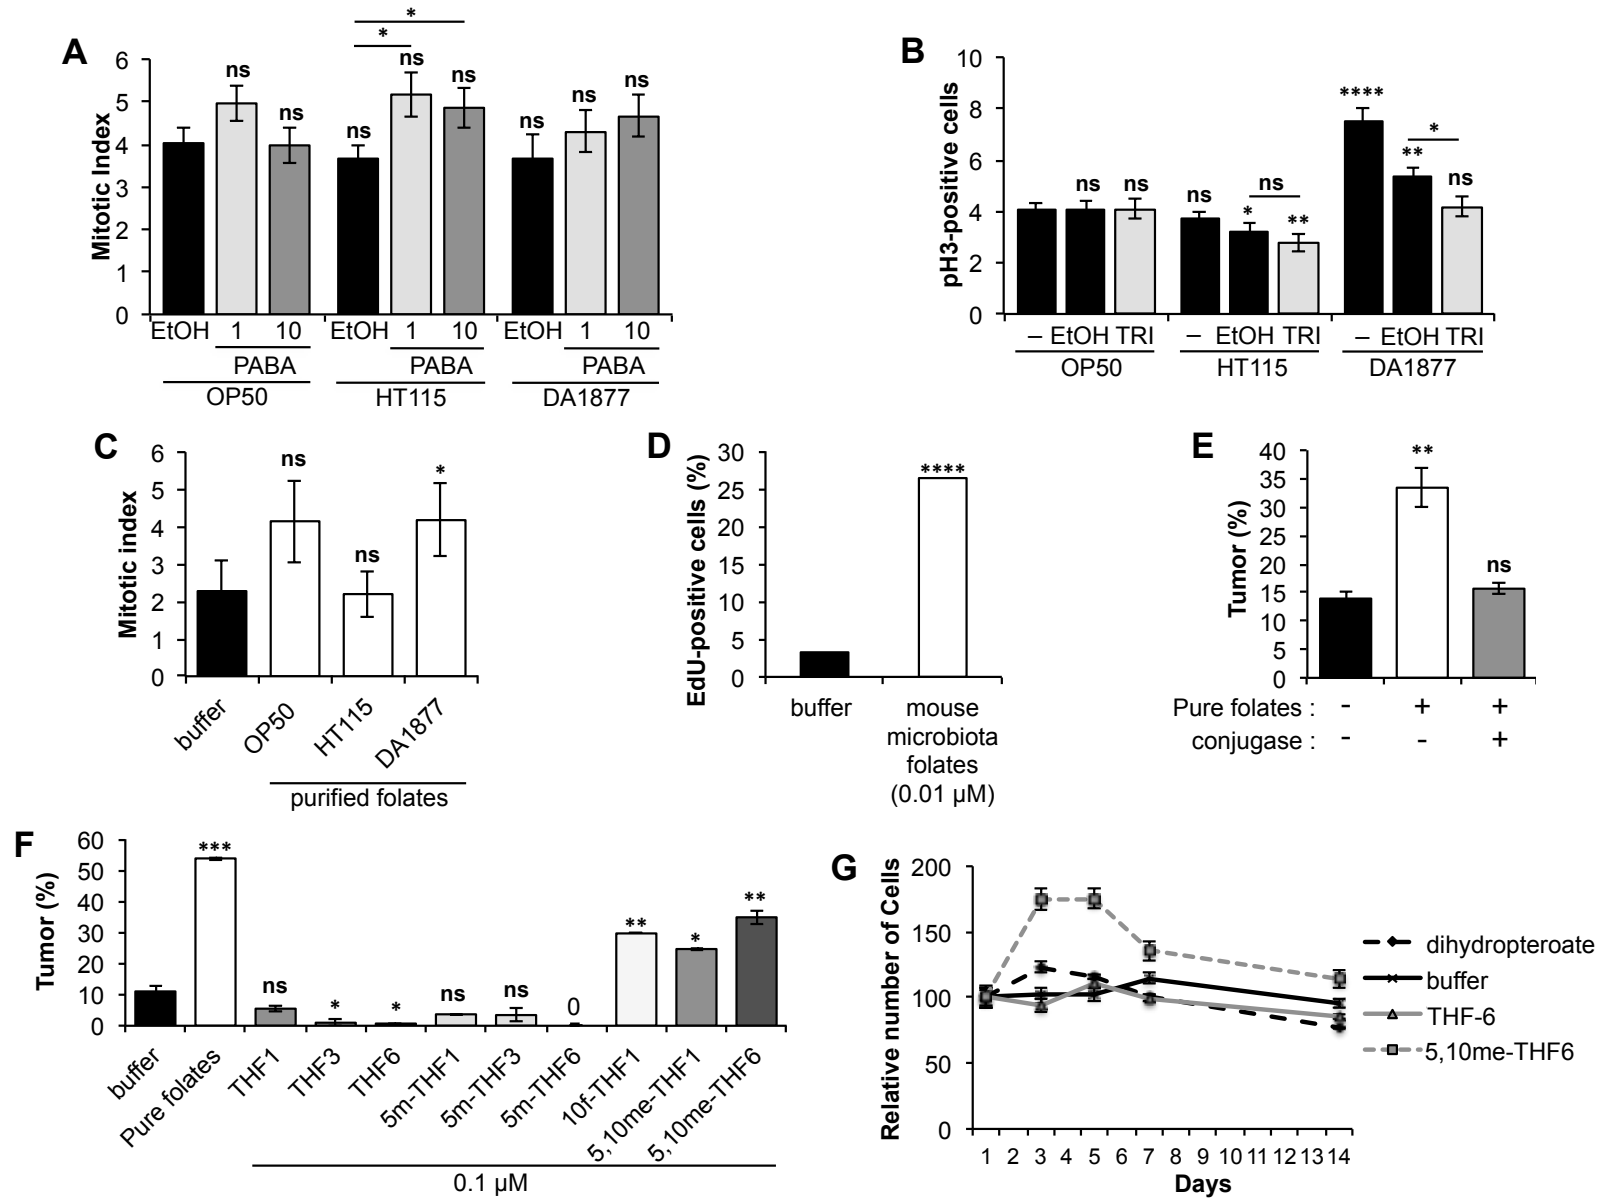 A
Mitotic Index
6
5
4
3
2
1
0
*
*
ns
ns
ns
ns
ns
ns
ns
ns
EtOH 1 10 EtOH 1 10 EtOH 1 10
PABA PABA PABA
OP50 HT115 DA1877
B
pH3-positive cells
10
8
6
4
2
0
ns ns
ns * ns **
**** ** * ns
– EtOH TRI – EtOH TRI – EtOH TRI
OP50 HT115 DA1877
C
Mitotic index
6
5
4
3
2
1
0
ns ns *
buffer OP50 HT115 DA1877
purified folates
D
EdU-positive cells (%)
30
25
20
15
10
5
0
****
buffer mouse
microbiota
folates
(0.01 µM)
E
Tumor (%)
40
35
30
25
20
15
10
5
0
** ns
Pure folates : - + +
conjugase : - - +
F
Tumor (%)
60
50
40
30
20
10
0
*** ns * * ns ns 0 ** * **
buffer Pure folates THF1 THF3 THF6 5m-THF1 5m-THF3 5m-THF6 10f-THF1 5,10me-THF1 5,10me-THF6
0.1 µM
G
Relative number of Cells
200
150
100
50
0
1 2 3 4 5 6 7 8 9 10 11 12 13 14
Days
dihydropteroate
buffer
THF-6
5,10me-THF6